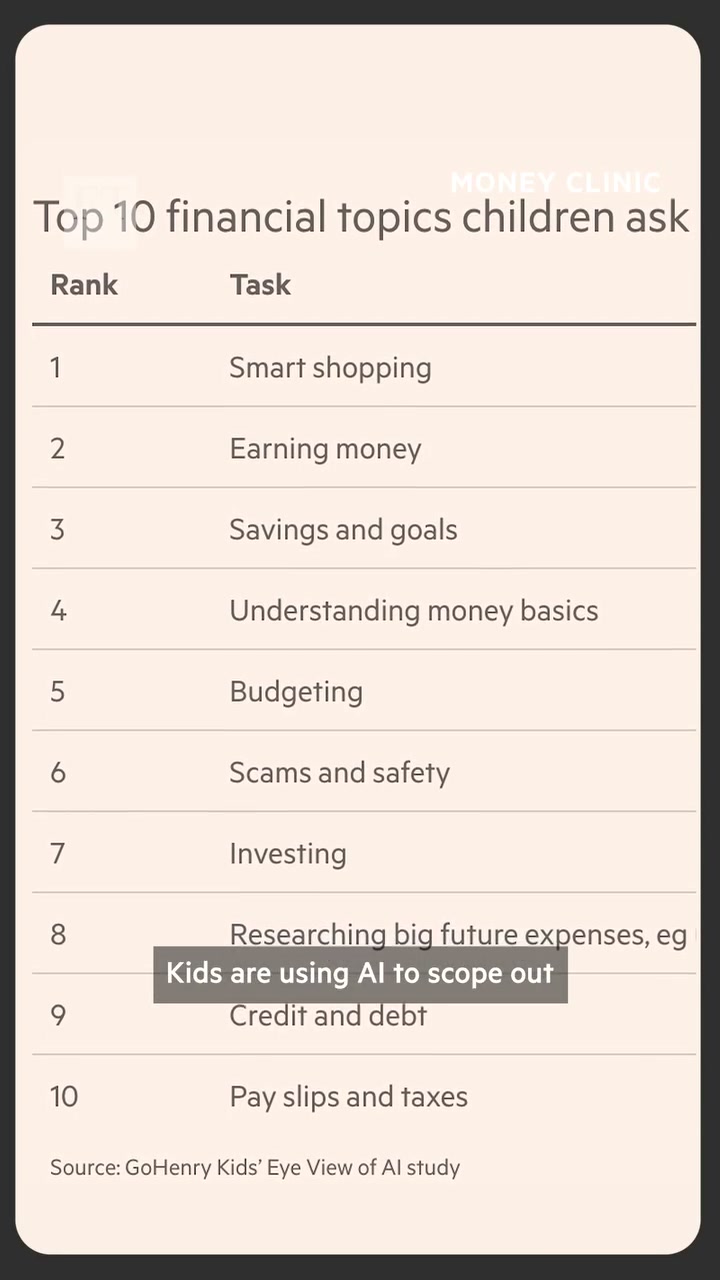 MONEY CLINIC
Top 10 financial topics children ask
Rank Task
1 Smart shopping
2 Earning money
3 Savings and goals
4 Understanding money basics
5 Budgeting
6 Scams and safety
7 Investing
8 Researching big future expenses, eg
Kids are using AI to scope out
9 Credit and debt
10 Pay slips and taxes
Source: GoHenry Kids’ Eye View of AI study